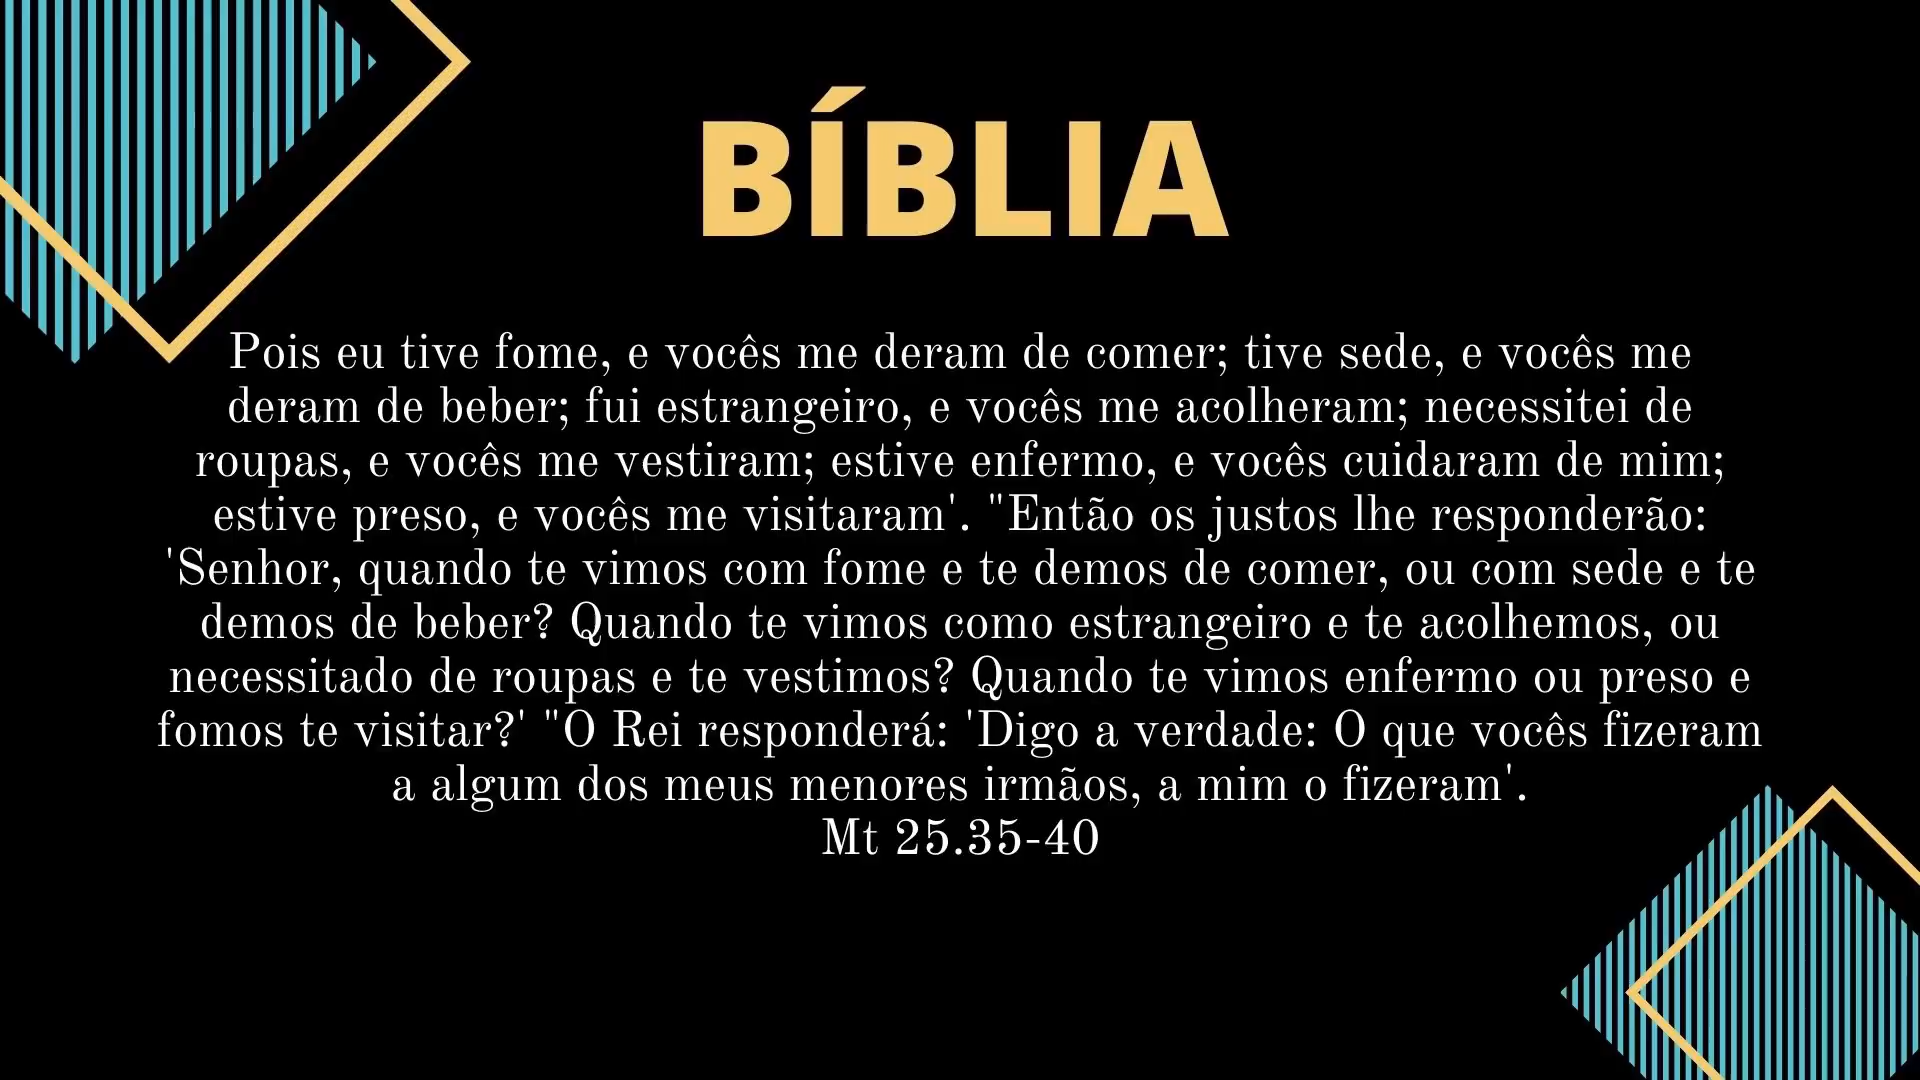 BÍBLIA
Pois eu tive fome, e vocês me deram de comer; tive sede, e vocês me
deram de beber; fui estrangeiro, e vocês me acolheram; necessitei de
roupas, e vocês me vestiram; estive enfermo, e vocês cuidaram de mim;
estive preso, e vocês me visitaram'. "Então os justos lhe responderão:
'Senhor, quando te vimos com fome e te demos de comer, ou com sede e te
demos de beber? Quando te vimos como estrangeiro e te acolhemos, ou
necessitado de roupas e te vestimos? Quando te vimos enfermo ou preso e
fomos te visitar?' "O Rei responderá: 'Digo a verdade: O que vocês fizeram
a algum dos meus menores irmãos, a mim o fizeram'.
Mt 25.35-40